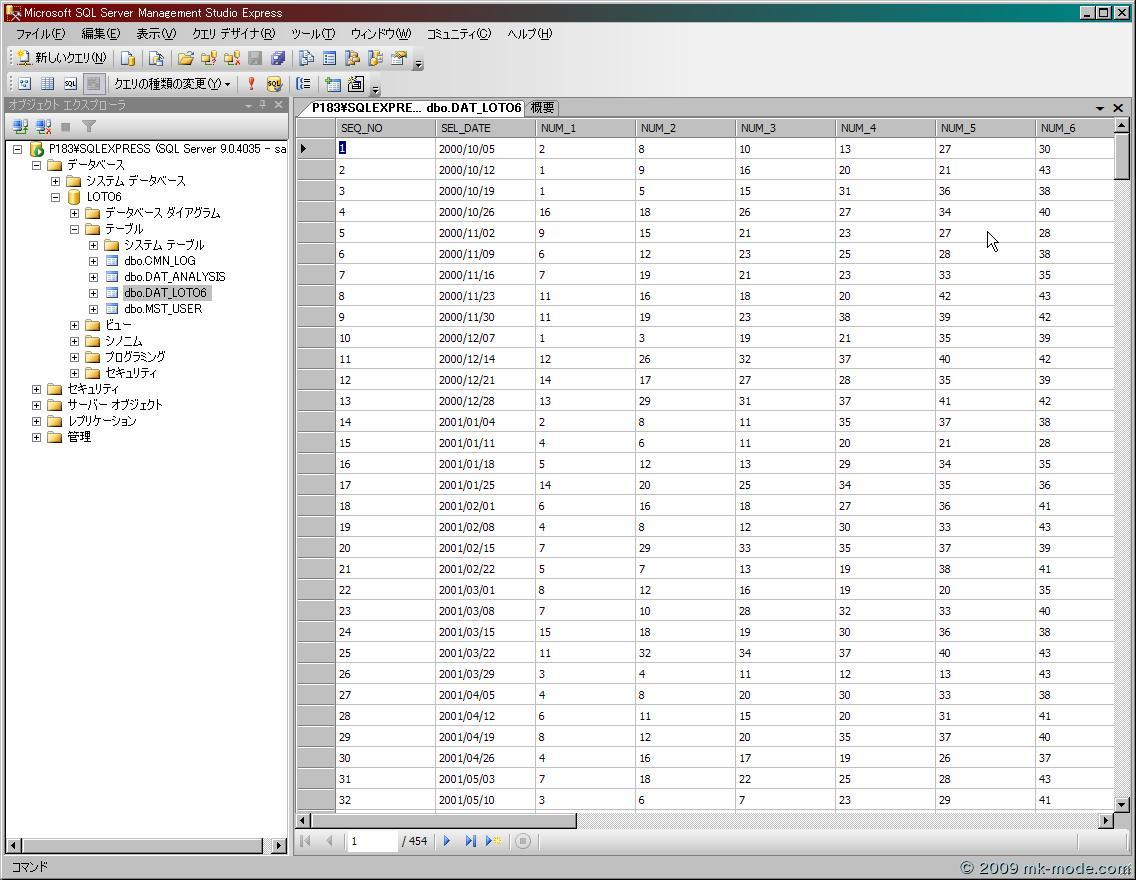 Microsoft SQL Server Management Studio Express
ファイル(F) 編集(E) 表示(V) クエリ デザイナ(R) ツール(T) ウィンドウ(W) コミュニティ(C) ヘルプ(H)
新しいクエリ(N)
クエリの種類の変更(Y)
オブジェクト エクスプローラ
P183¥SQLEXPRESS (SQL Server 9.0.4035 - sa
データベース
システム データベース
LOTO6
データベース ダイアグラム
テーブル
システム テーブル
dbo.CMN_LOG
dbo.DAT_ANALYSIS
dbo.DAT_LOTO6
dbo.MST_USER
ビュー
シノニム
プログラミング
セキュリティ
セキュリティ
サーバー オブジェクト
レプリケーション
管理
P183¥SQLEXPRE... dbo.DAT_LOTO6 概要
SEQ_NO SEL_DATE NUM_1 NUM_2 NUM_3 NUM_4 NUM_5 NUM_6
1 2000/10/05 2 8 10 13 27 30
2 2000/10/12 1 9 16 20 21 43
3 2000/10/19 1 5 15 31 36 38
4 2000/10/26 16 18 26 27 34 40
5 2000/11/02 9 15 21 23 27 28
6 2000/11/09 6 12 23 25 28 38
7 2000/11/16 7 19 21 23 33 35
8 2000/11/23 11 16 18 20 42 43
9 2000/11/30 11 19 23 38 39 42
10 2000/12/07 1 3 19 21 35 39
11 2000/12/14 12 26 32 37 40 42
12 2000/12/21 14 17 27 28 35 39
13 2000/12/28 13 29 31 37 41 42
14 2001/01/04 2 8 11 35 37 38
15 2001/01/11 4 6 11 20 21 28
16 2001/01/18 5 12 13 29 34 35
17 2001/01/25 14 20 25 34 35 36
18 2001/02/01 6 16 18 27 36 41
19 2001/02/08 4 8 12 30 33 43
20 2001/02/15 7 29 33 35 37 39
21 2001/02/22 5 7 13 19 38 41
22 2001/03/01 8 12 16 19 20 35
23 2001/03/08 7 10 28 32 33 40
24 2001/03/15 15 18 19 30 36 38
25 2001/03/22 11 32 34 37 40 43
26 2001/03/29 3 4 11 12 13 43
27 2001/04/05 4 8 20 30 33 38
28 2001/04/12 6 11 15 20 31 41
29 2001/04/19 8 12 20 35 37 40
30 2001/04/26 4 16 17 19 26 37
31 2001/05/03 7 18 22 25 28 43
32 2001/05/10 3 6 7 23 29 41
1 / 454
コマンド
© 2009 mk-mode.com